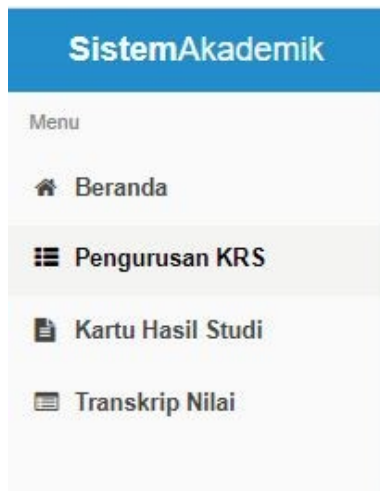 SistemAkademik
Menu
Beranda
Pengurusan KRS
Kartu Hasil Studi
Transkrip Nilai